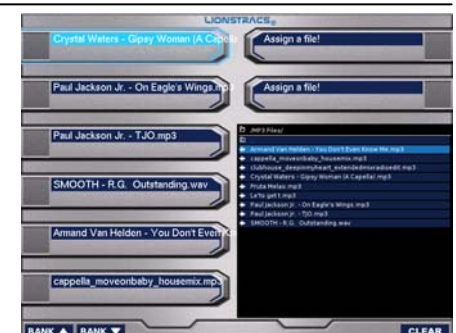 LIONSTRACS®
Crystal Waters - Gipsy Woman (A Capella
Assign a file!
Paul Jackson Jr. - On Eagle's Wings.mp3
Assign a file!
Paul Jackson Jr. - TJO.mp3
SMOOTH - R.G. Outstanding.wav
Armand Van Helden - You Don't Even Kn
cappella_moveonbaby_housemix.mp3
/MP3 Files/
Armand Van Helden - You Don't Even Know Me.mp3
cappella_moveonbaby_housemix.mp3
clubhouse_deepinmyheart_extendedmixradioedit.mp3
Crystal Waters - Gipsy Woman (A Capella).mp3
Fruta Melao.mp3
Le'ts get t.mp3
Paul Jackson Jr. - On Eagle's Wings.mp3
Paul Jackson Jr. - TJO.mp3
SMOOTH - R.G. Outstanding.wav
BANK ▲ BANK ▼
CLEAR